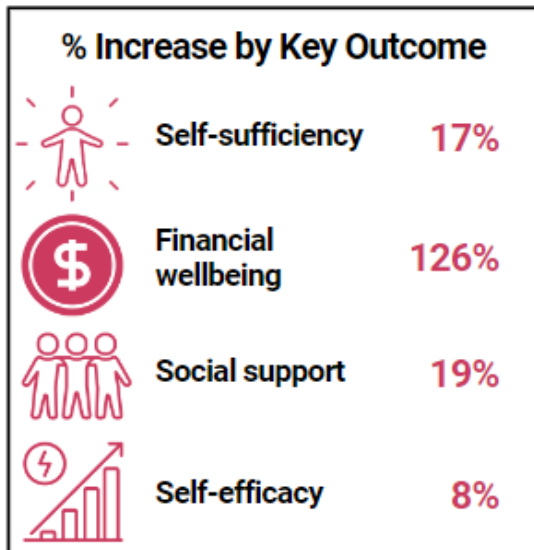 % Increase by Key Outcome
Self-sufficiency 17%
Financial
wellbeing 126%
Social support 19%
Self-efficacy 8%
$